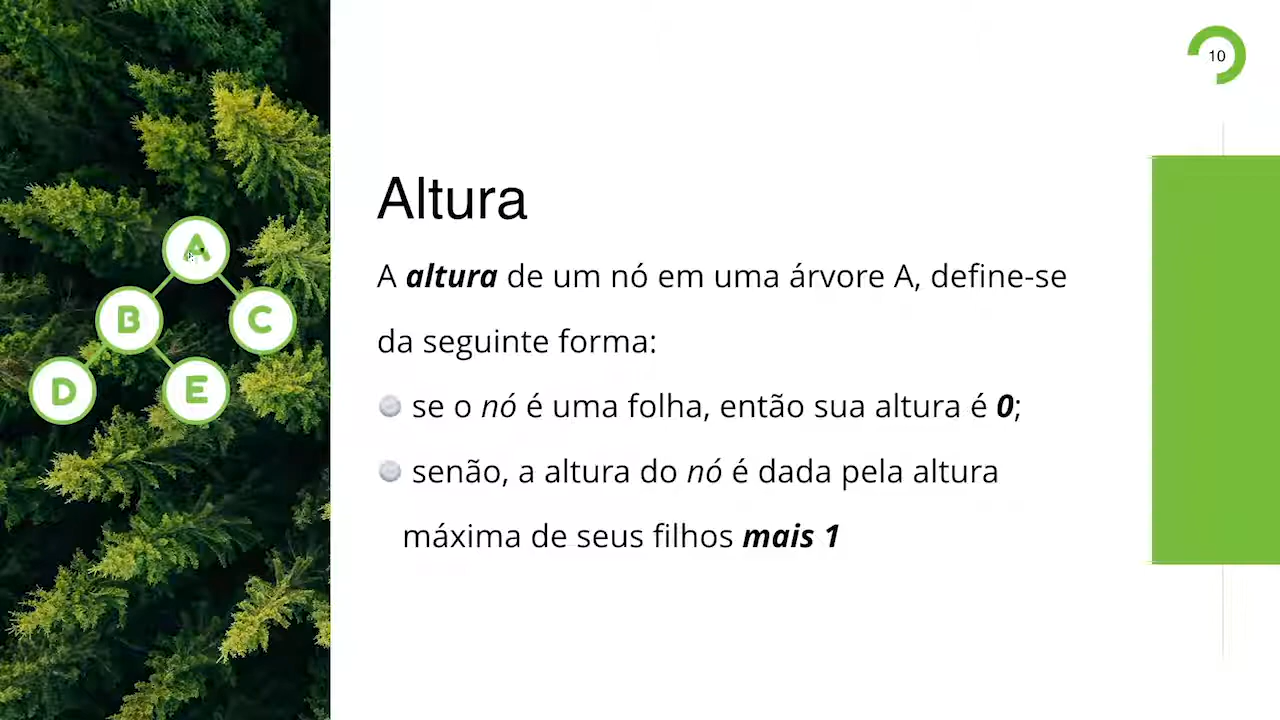 10
Altura
A altura de um nó em uma árvore A, define-se
da seguinte forma:
se o nó é uma folha, então sua altura é 0;
senão, a altura do nó é dada pela altura
máxima de seus filhos mais 1
A
B
C
D
E